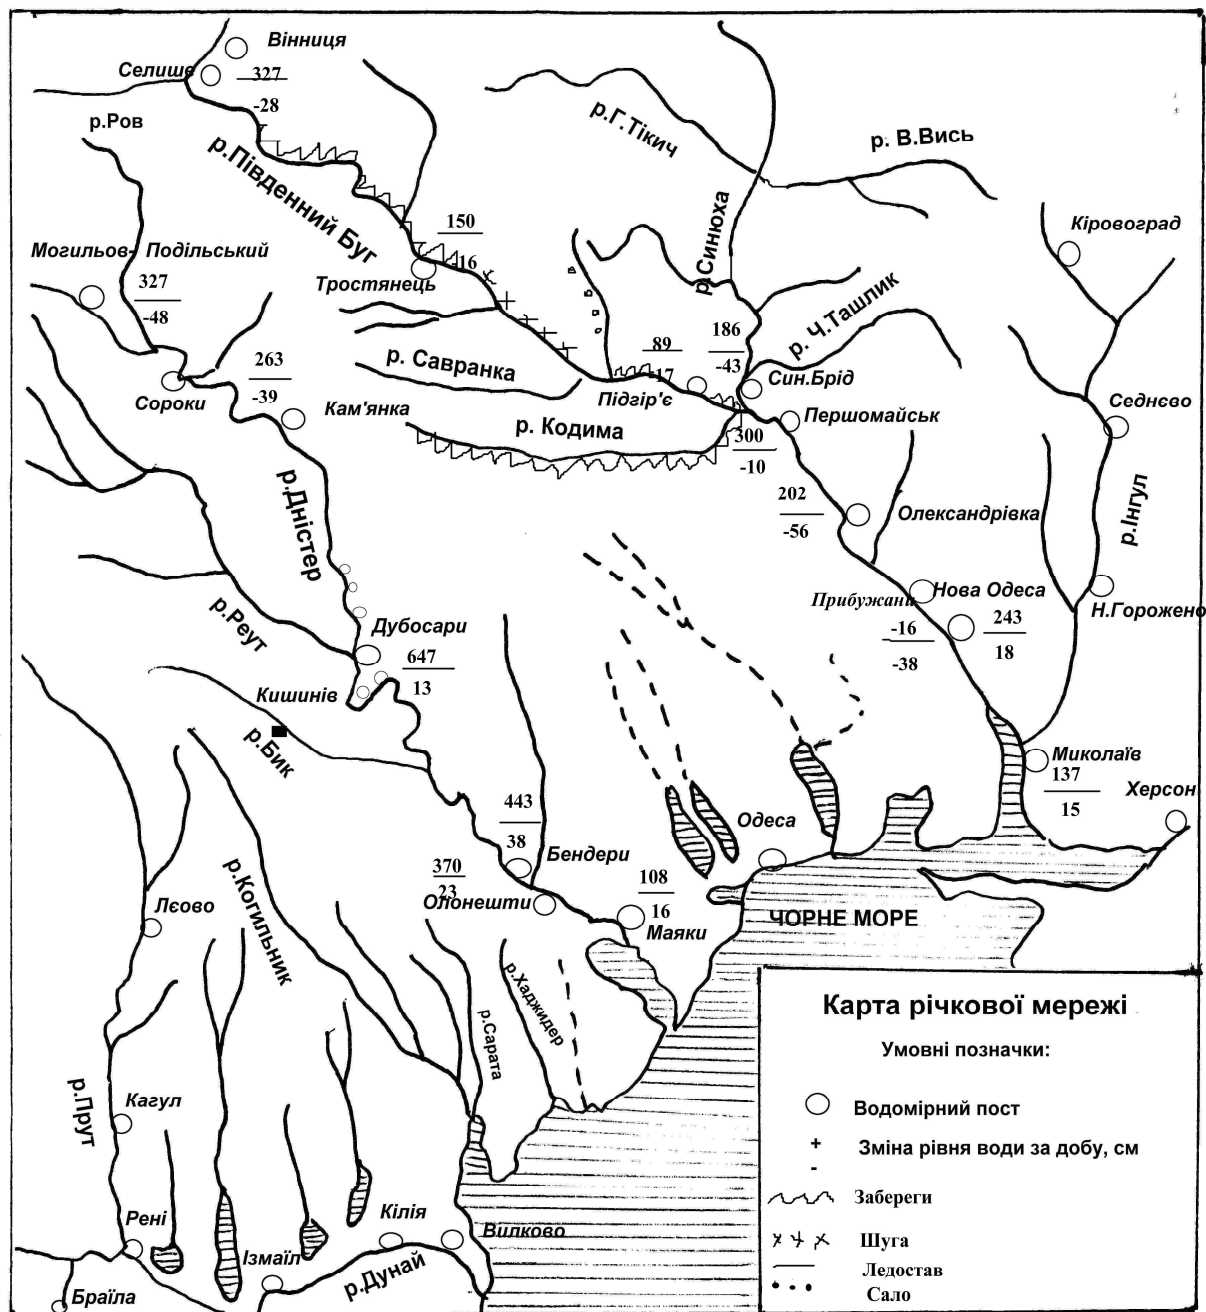 Вінниця
Селише
327
-28
р.Ров
р.Південний Буг
р.Г.Тікич
р. В.Вись
р.Синюха
Кіровоград
Могильов-Подільський
327
-48
150
-16
Тростянець
р. Ч.Ташлик
186
-43
89
-17
263
-39
р. Савранка
Син.Брід
Сороки
Кам'янка
Підгір'є
Першомайськ
Седнєво
р. Кодима
300
-10
р.Дністер
202
-56
Олександрівка
р.Інгул
р.Реут
Прибужани
Нова Одеса
Н.Горожено
-16
-38
243
18
Дубосари
647
13
Кишинів
р.Бик
Миколаїв
137
15
Херсон
443
38
Одеса
Бендери
370
23
Олонешти
108
16
Маяки
р.Когильник
Лєово
ЧОРНЕ МОРЕ
р.Хаджидер
р.Сарата
р.Прут
Кагул
Рені
Кілія
Вилково
Ізмаїл
р.Дунай
Браїла
Карта річкової мережі
Умовні позначки:
Водомірний пост
+
-
Зміна рівня води за добу, см
Забереги
Шуга
Ледостав
Сало